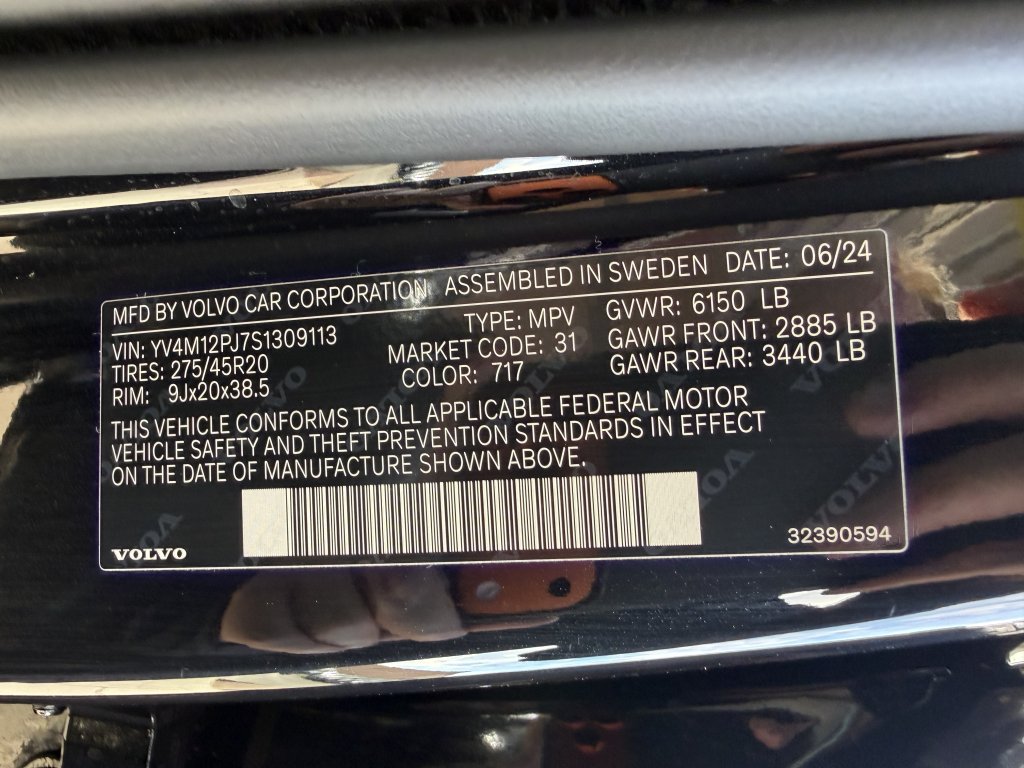 MFD BY VOLVO CAR CORPORATION ASSEMBLED IN SWEDEN DATE: 06/24
VIN: YV4M12PJ7S1309113 TYPE: MPV GVWR: 6150 LB
TIRES: 275/45R20 MARKET CODE: 31 GAWR FRONT: 2885 LB
RIM: 9Jx20x38.5 COLOR: 717 GAWR REAR: 3440 LB
THIS VEHICLE CONFORMS TO ALL APPLICABLE FEDERAL MOTOR
VEHICLE SAFETY AND THEFT PREVENTION STANDARDS IN EFFECT
ON THE DATE OF MANUFACTURE SHOWN ABOVE.
VOLVO 32390594